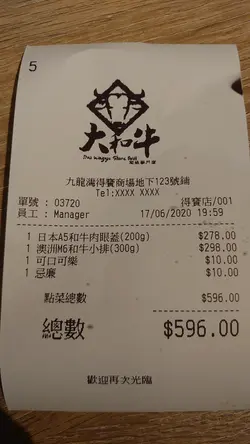 5
大和牛
Dai Wagyu Stone Grill
九龍灣得寶商場地下123號鋪
Tel:XXXX XXXX
單號 : 03720 得寶店/001
員工 : Manager 17/06/2020 19:59
1 日本A5和牛肉眼蓋(200g) $278.00
1 澳洲M6和牛小排(300g) $298.00
1 可口可樂 $10.00
1 忌廉 $10.00
點菜總數 $596.00
總數 $596.00
歡迎再次光臨